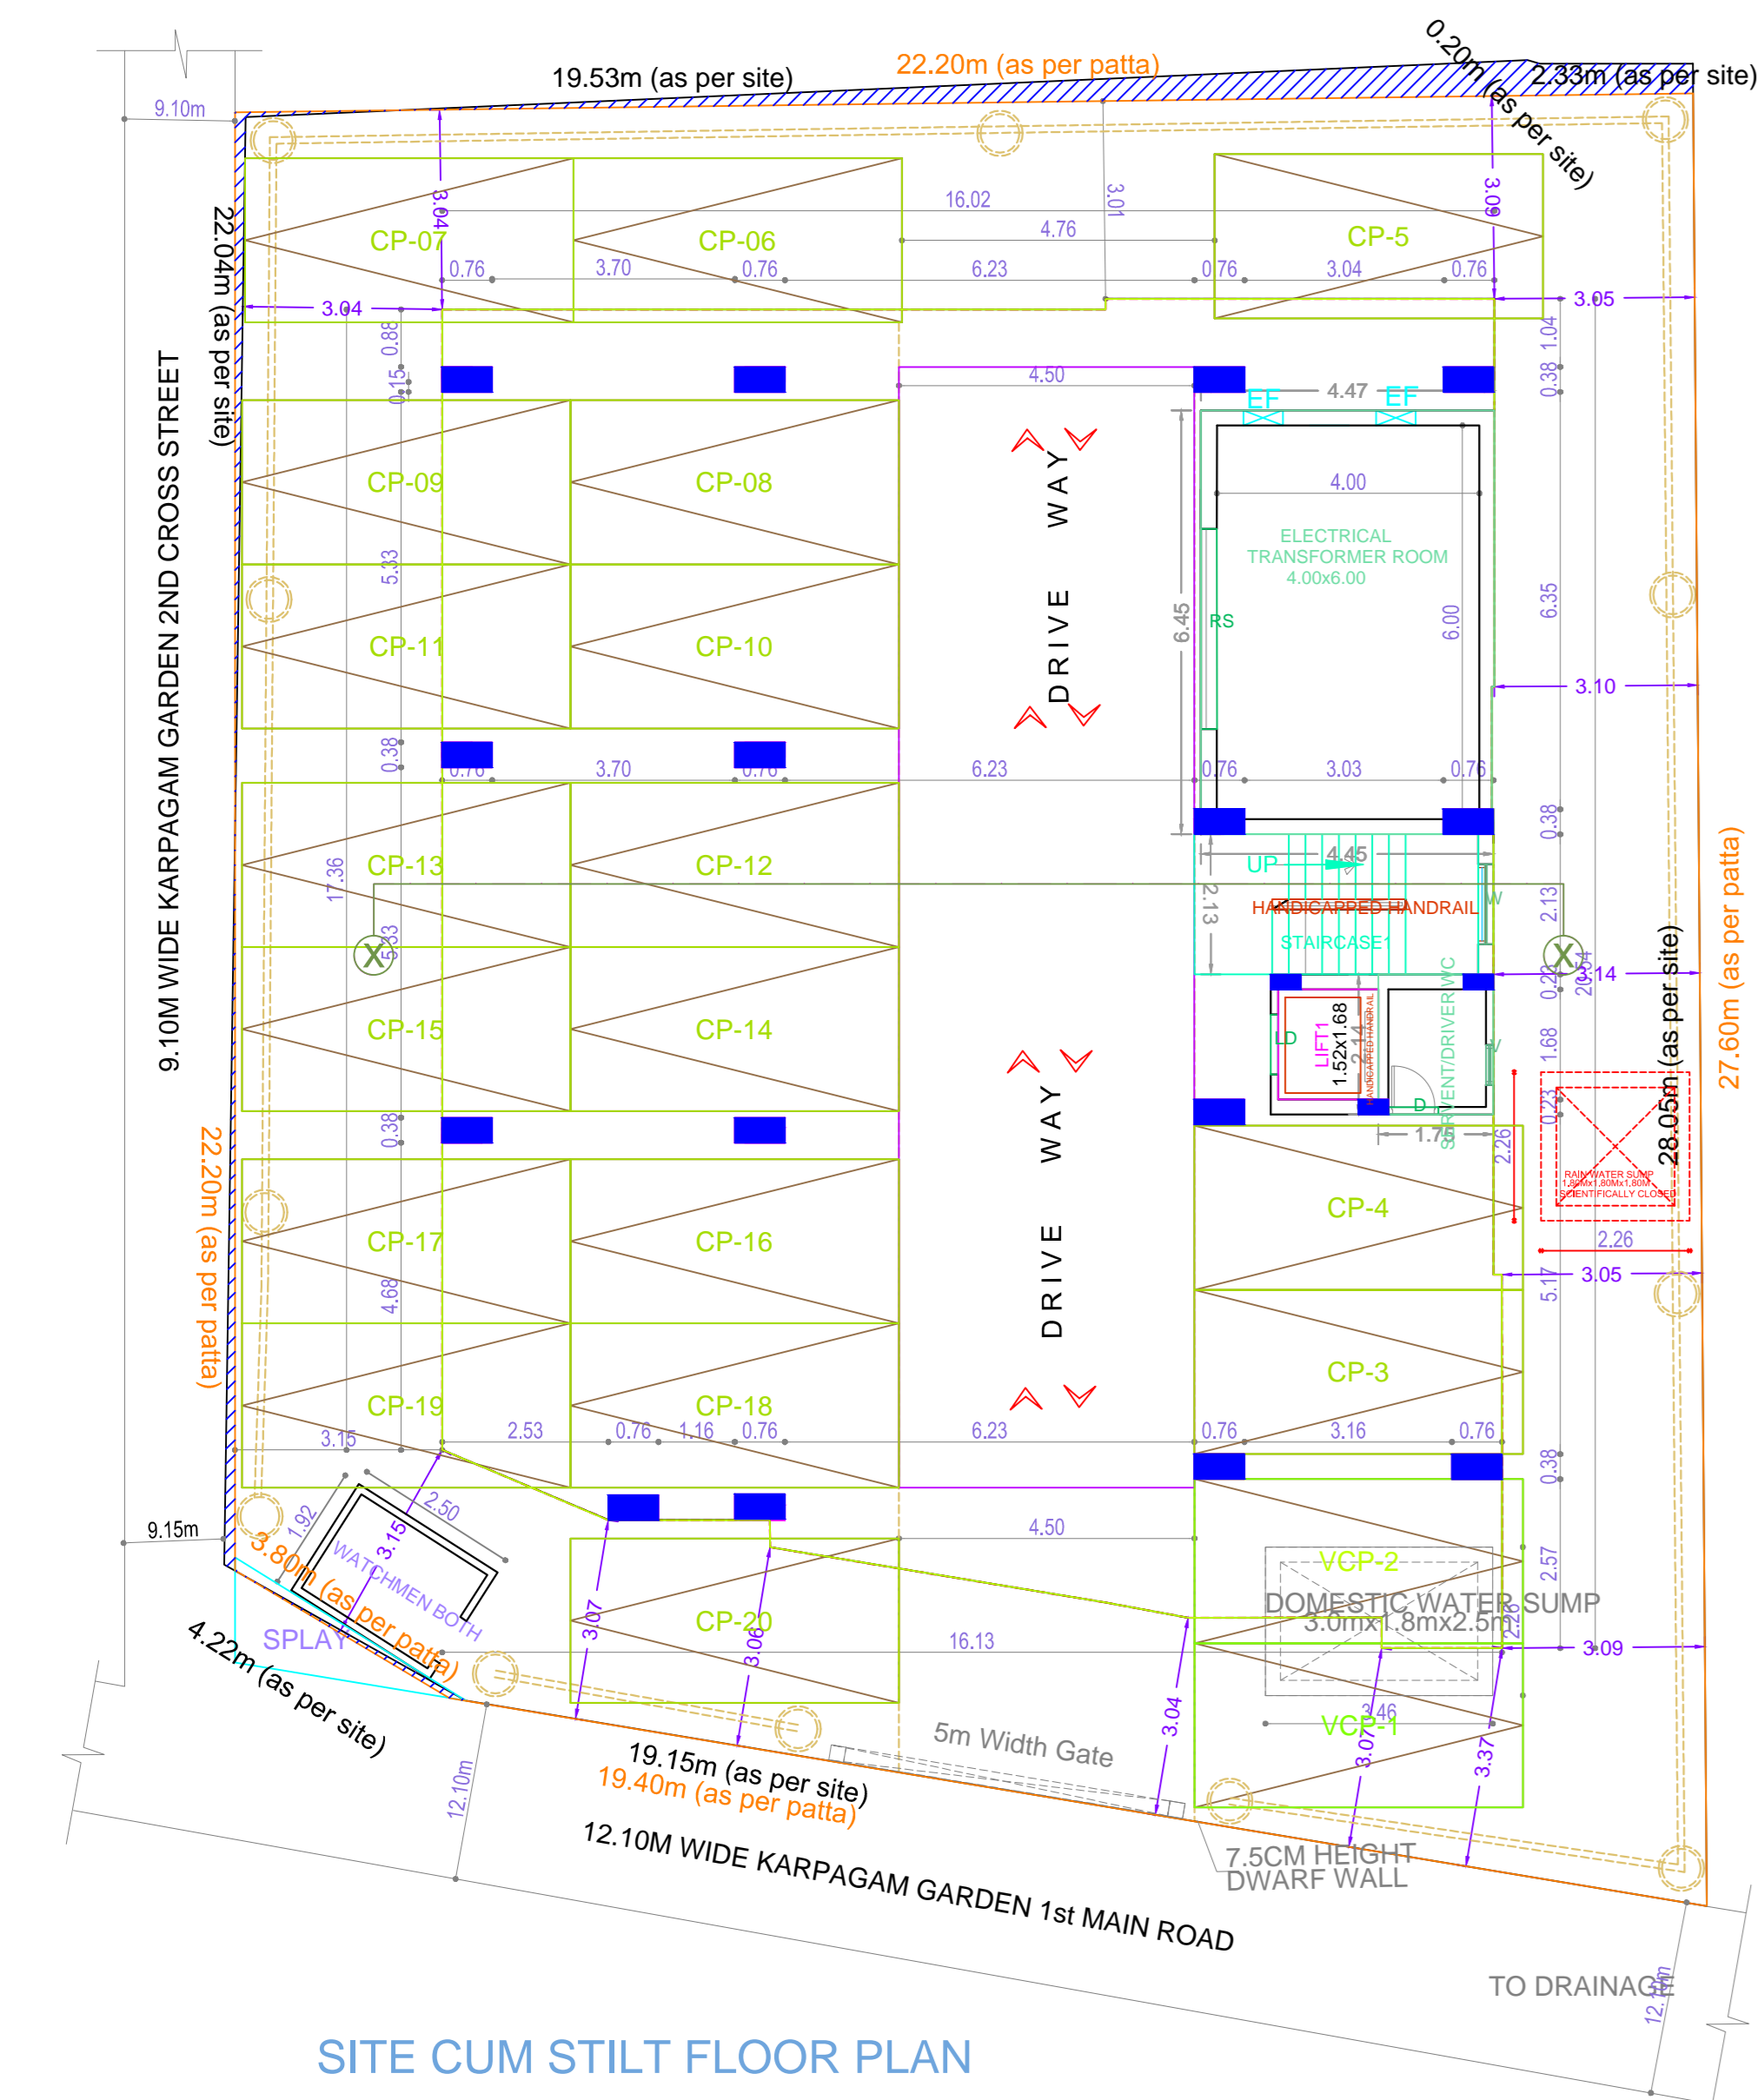 0.20m (as per site)
22.20m (as per patta)
19.53m (as per site)
2.33m (as per site)
9.10m
3.04
3.01
3.09
16.02
4.76
CP-07
CP-06
CP-5
0.76
3.70
0.76
6.23
0.76
3.04
0.76
3.04
3.05
22.04m (as per site)
0.88
0.15
1.04
0.38
4.50
4.47
EF
EF
9.10M WIDE KARPAGAM GARDEN 2ND CROSS STREET
CP-09
CP-08
DRIVE WAY
4.00
ELECTRICAL
TRANSFORMER ROOM
4.00x6.00
5.33
6.45
RS
6.00
6.35
CP-11
CP-10
3.10
0.38
0.76
3.70
0.76
6.23
0.76
3.03
0.76
0.38
27.60m (as per patta)
CP-13
CP-12
17.36
UP
4.45
2.13
HANDICAPPED HANDRAIL
W
2.13
STAIRCASE1
X
5.33
X
0.22
20.54
3.14
28.05m (as per site)
CP-15
CP-14
LD
LIFT1
1.52x1.68
2.14
HANDICAPPED HANDRAIL
SERVENT/DRIVER WC
V
1.68
D
0.23
0.38
1.75
2.26
RAIN WATER SUMP
1.80Mx1.80Mx1.80M
SCIENTIFICALLY CLOSED
22.20m (as per patta)
CP-17
CP-16
DRIVE WAY
CP-4
2.26
4.68
3.05
5.17
CP-3
CP-19
CP-18
3.15
2.53
0.76
1.16
0.76
6.23
0.76
3.16
0.76
0.38
9.15m
1.92
2.50
3.15
4.50
VCP-2
2.57
3.80m (as per patta)
WATCHMEN BOTH
DOMESTIC WATER SUMP
3.0mx1.8mx2.5m
2.26
SPLAY
4.22m (as per site)
3.07
CP-20
3.06
16.13
3.09
3.04
3.46
VCP-1
3.07
3.37
5m Width Gate
12.10m
19.15m (as per site)
19.40m (as per patta)
12.10M WIDE KARPAGAM GARDEN 1st MAIN ROAD
7.5CM HEIGHT
DWARF WALL
TO DRAINAGE
12.10m
SITE CUM STILT FLOOR PLAN